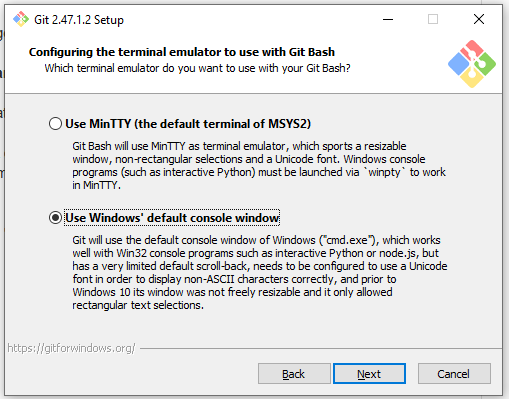 Git 2.47.1.2 Setup
Configuring the terminal emulator to use with Git Bash
Which terminal emulator do you want to use with your Git Bash?
Use MinTTY (the default terminal of MSYS2)
Git Bash will use MinTTY as terminal emulator, which sports a resizable
window, non-rectangular selections and a Unicode font. Windows console
programs (such as interactive Python) must be launched via `winpty` to work
in MinTTY.
Use Windows' default console window
Git will use the default console window of Windows ("cmd.exe"), which works
well with Win32 console programs such as interactive Python or node.js, but
has a very limited default scroll-back, needs to be configured to use a Unicode
font in order to display non-ASCII characters correctly, and prior to
Windows 10 its window was not freely resizable and it only allowed
rectangular text selections.
https://gitforwindows.org/
Back Next Cancel